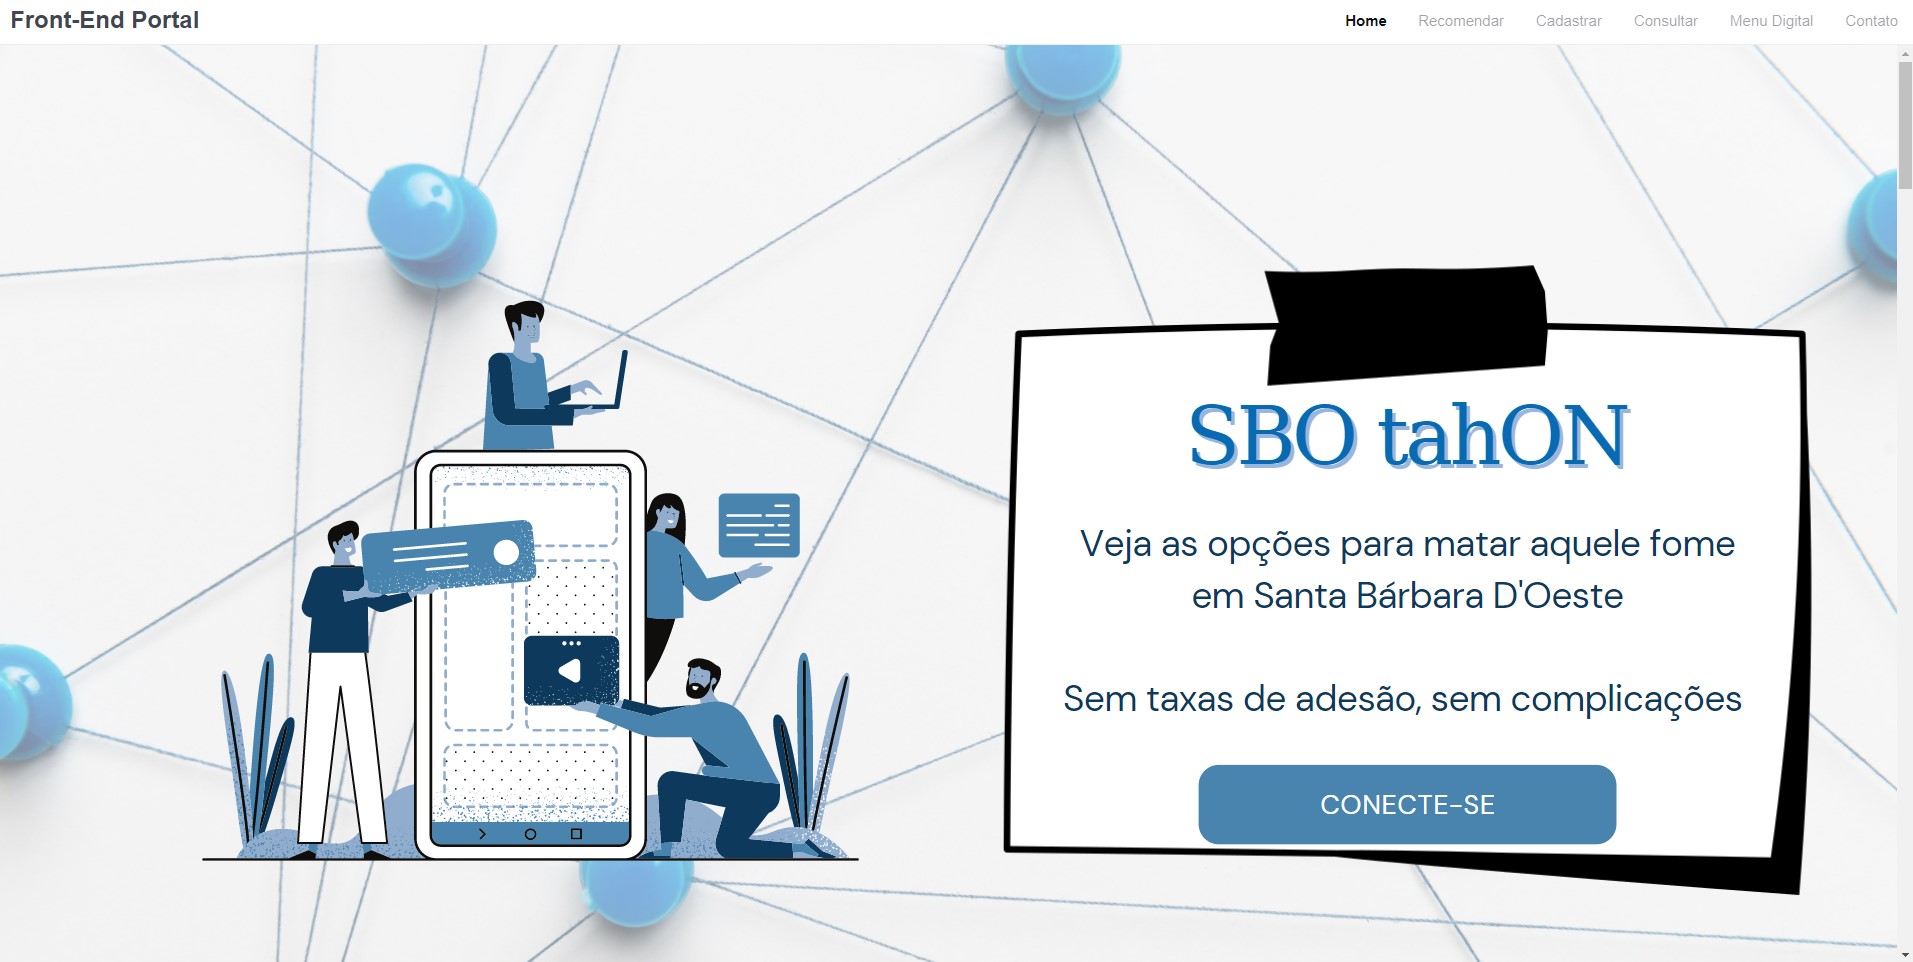 Front-End Portal
Home Recomendar Cadastrar Consultar Menu Digital Contato
SBO tahON
Veja as opções para matar aquele fome
em Santa Bárbara D'Oeste
Sem taxas de adesão, sem complicações
CONECTE-SE